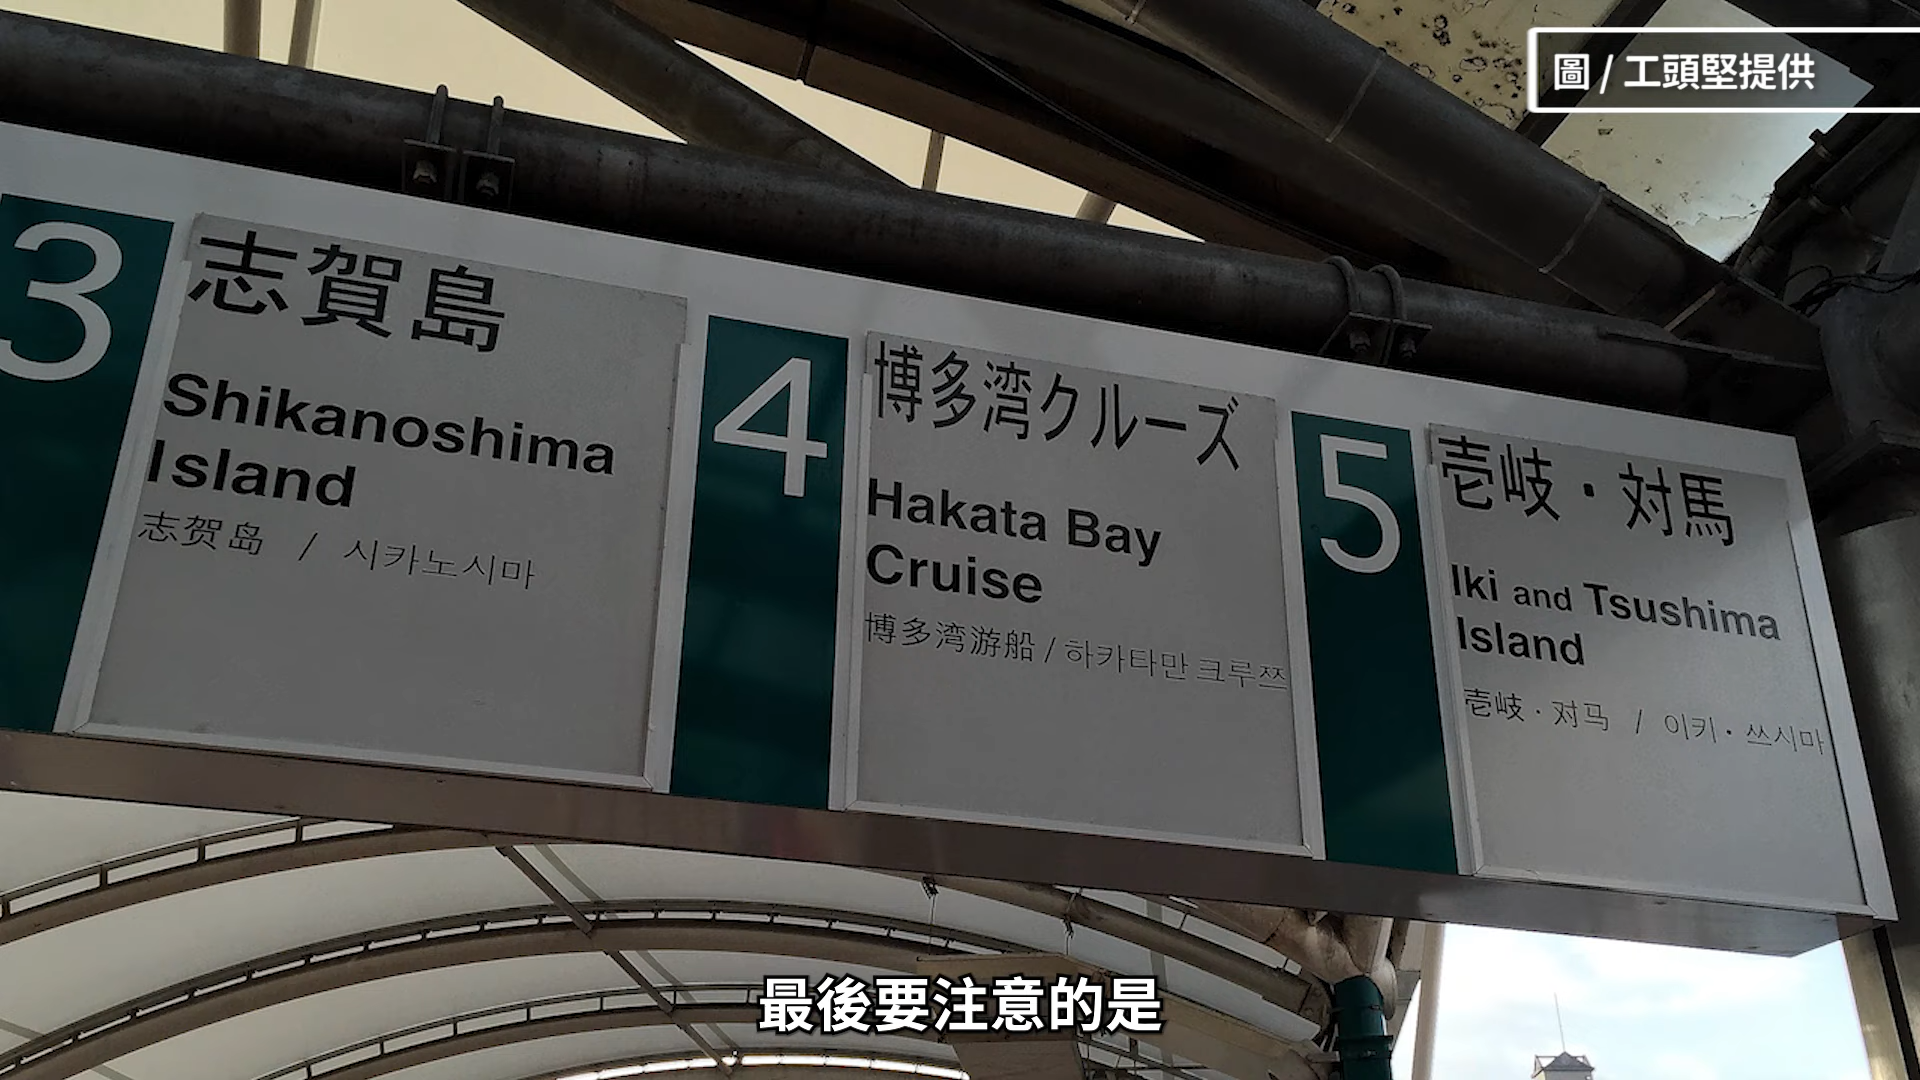 圖 / 工頭堅提供
3
志賀島
Shikanoshima
Island
志贺岛 / 시카노시마
4
博多湾クルーズ
Hakata Bay
Cruise
博多湾游船 / 하카타만 크루쯔
5
壱岐・対馬
Iki and Tsushima
Island
壱岐・对马 / 이키・쓰시마
最後要注意的是